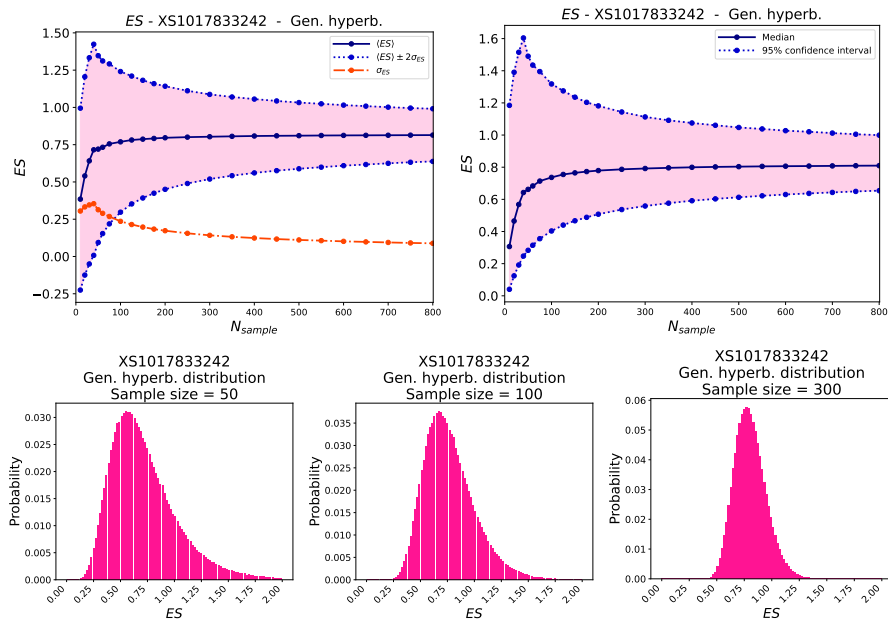 ES - XS1017833242 - Gen. hyperb.
1.50
1.25
1.00
0.75
0.50
0.25
0.00
−0.25
ES
⟨ES⟩
⟨ES⟩ ± 2σ_ES
σ_ES
0 100 200 300 400 500 600 700 800
N_sample
ES - XS1017833242 - Gen. hyperb.
1.6
1.4
1.2
1.0
0.8
0.6
0.4
0.2
0.0
ES
Median
95% confidence interval
0 100 200 300 400 500 600 700 800
N_sample
XS1017833242
Gen. hyperb. distribution
Sample size = 50
0.030
0.025
0.020
0.015
0.010
0.005
0.000
Probability
0.00 0.25 0.50 0.75 1.00 1.25 1.50 1.75 2.00
ES
XS1017833242
Gen. hyperb. distribution
Sample size = 100
0.035
0.030
0.025
0.020
0.015
0.010
0.005
0.000
Probability
0.00 0.25 0.50 0.75 1.00 1.25 1.50 1.75 2.00
ES
XS1017833242
Gen. hyperb. distribution
Sample size = 300
0.06
0.05
0.04
0.03
0.02
0.01
0.00
Probability
0.00 0.25 0.50 0.75 1.00 1.25 1.50 1.75 2.00
ES